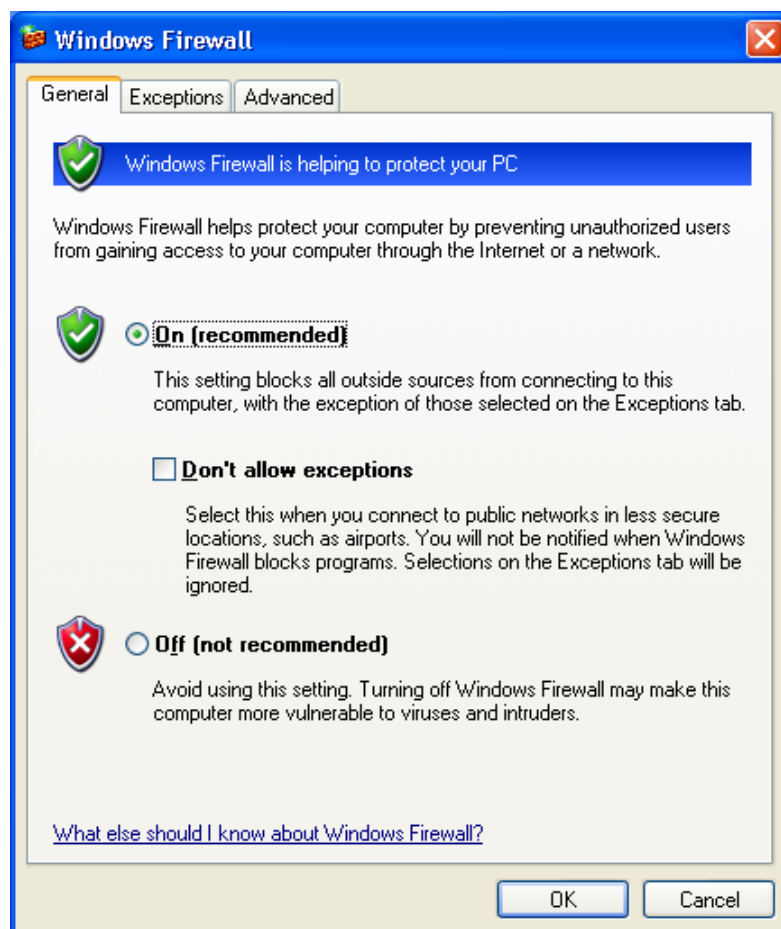 Windows Firewall
General Exceptions Advanced
Windows Firewall is helping to protect your PC
Windows Firewall helps protect your computer by preventing unauthorized users
from gaining access to your computer through the Internet or a network.
On (recommended)
This setting blocks all outside sources from connecting to this
computer, with the exception of those selected on the Exceptions tab.
Don't allow exceptions
Select this when you connect to public networks in less secure
locations, such as airports. You will not be notified when Windows
Firewall blocks programs. Selections on the Exceptions tab will be
ignored.
Off (not recommended)
Avoid using this setting. Turning off Windows Firewall may make this
computer more vulnerable to viruses and intruders.
What else should I know about Windows Firewall?
OK Cancel